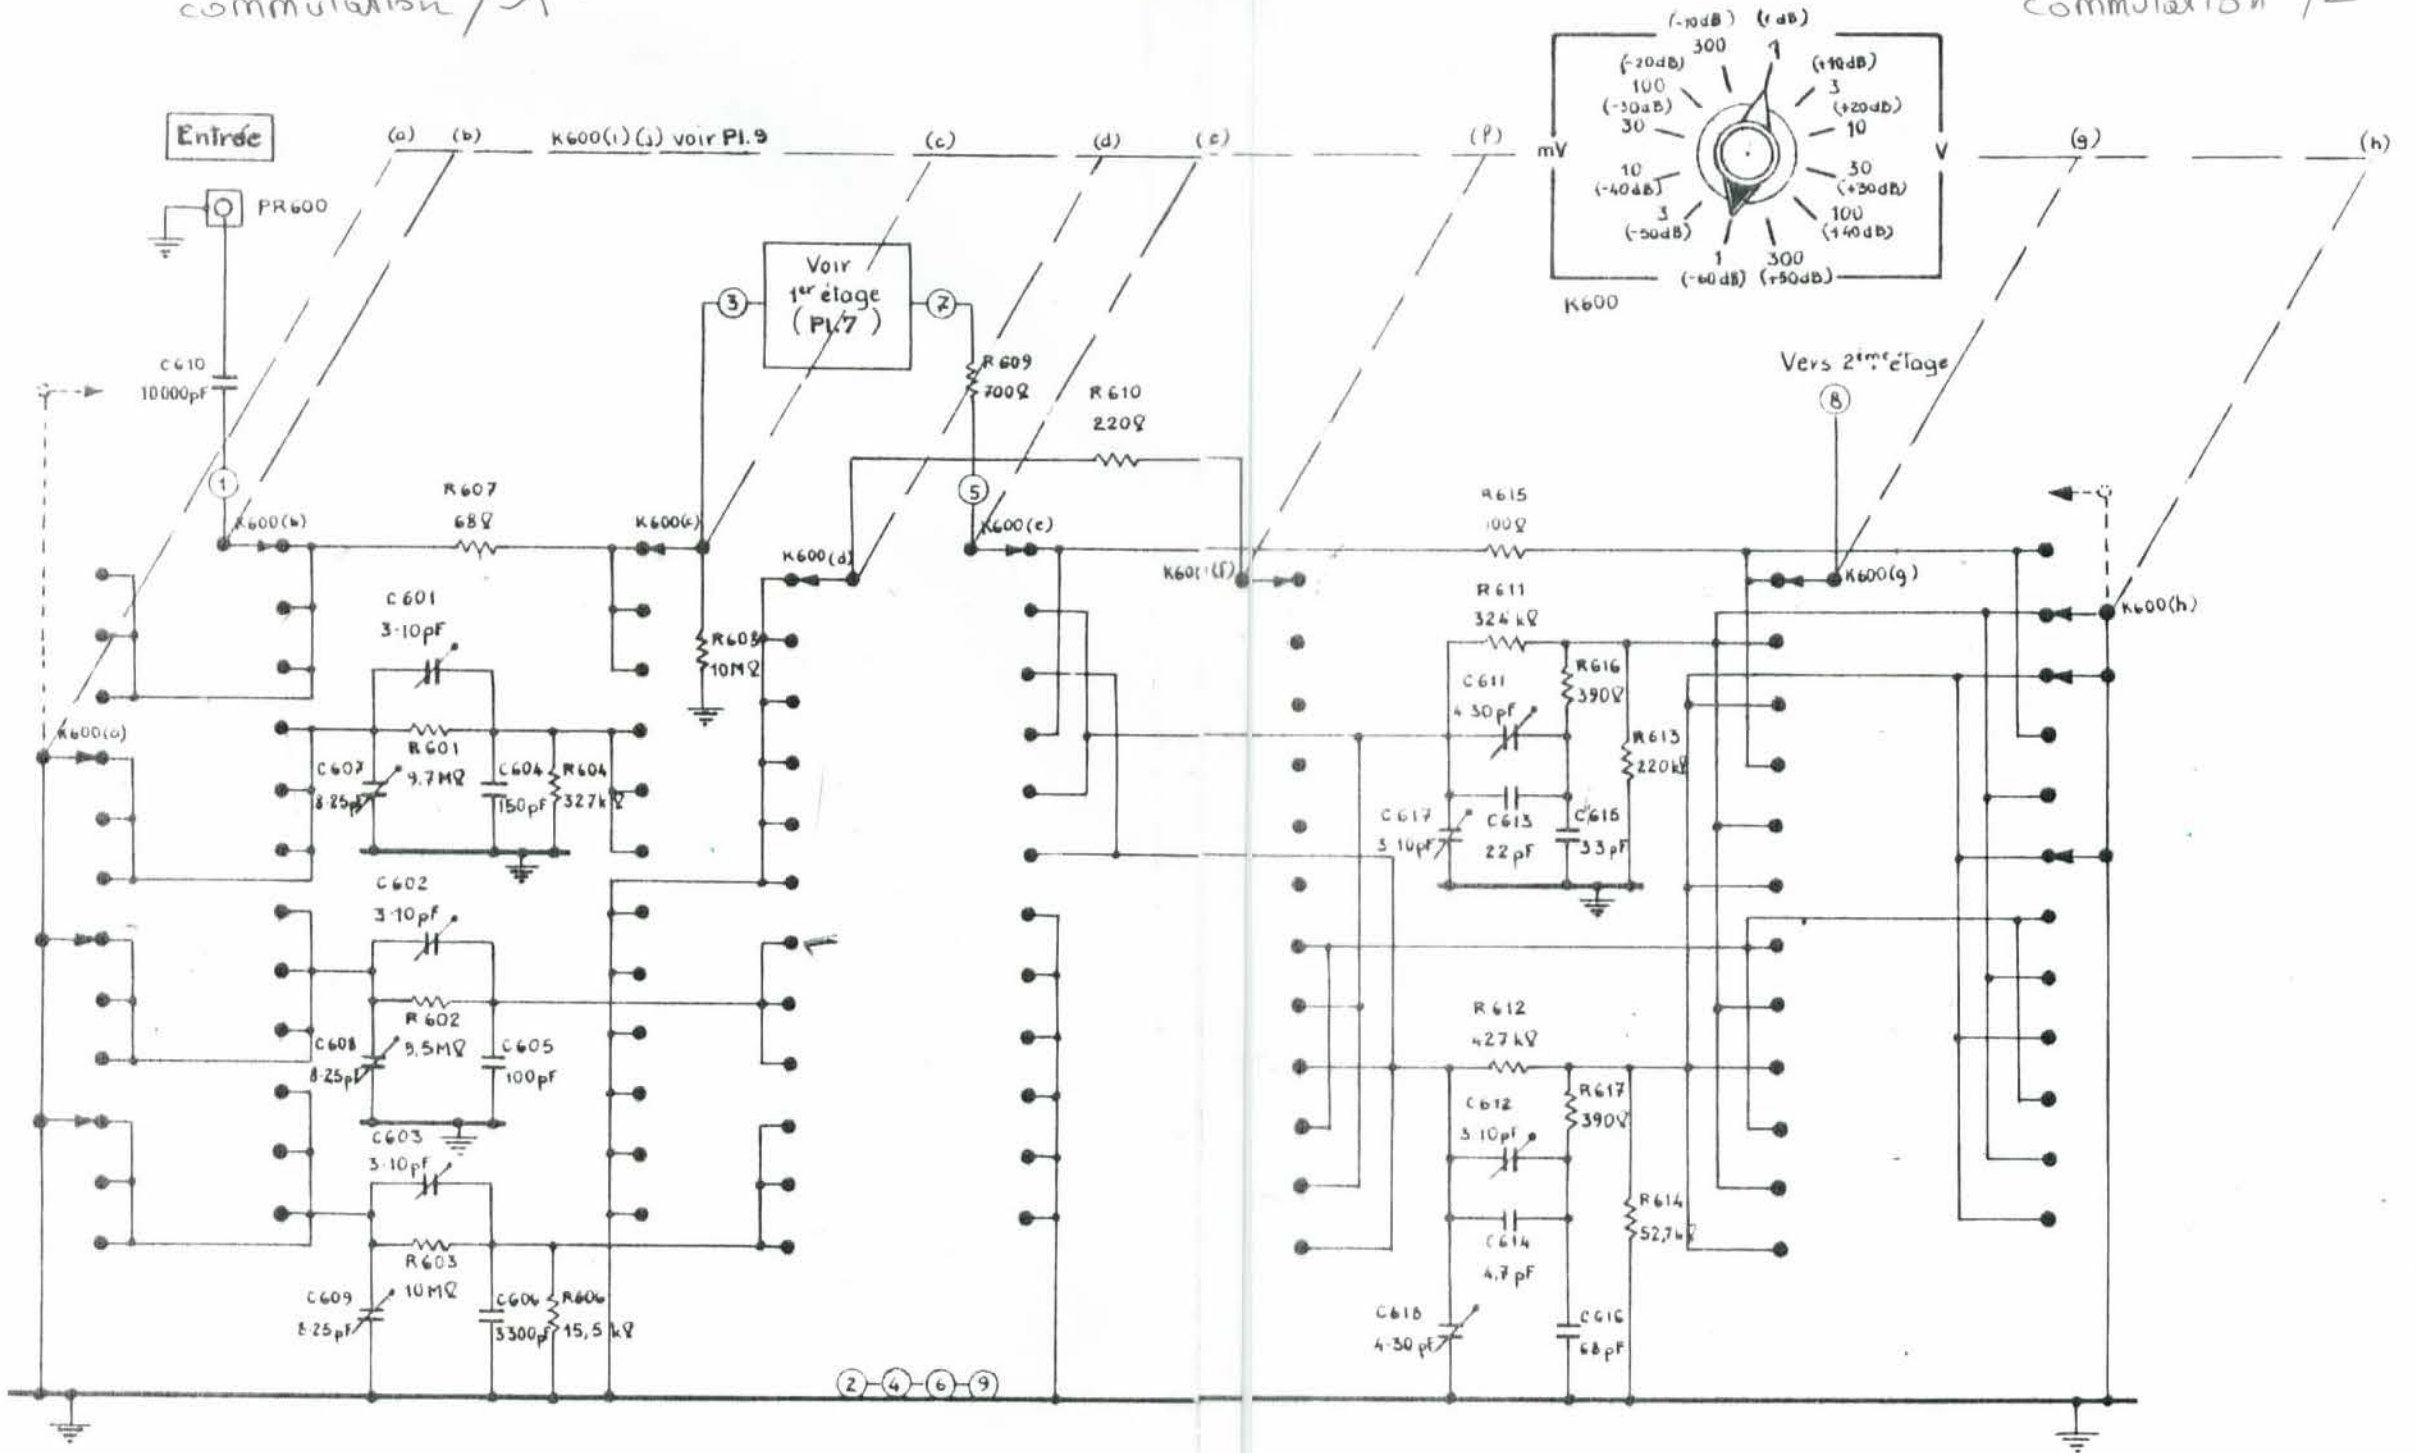 commutation / 1
commutation /
Entrée
PR600
(a)
(b)
K600(i)(j) voir Pl.9
(c)
(d)
(e)
(f)
(g)
(h)
mV
V
(-10dB)
300
(1dB)
1
(-20dB)
100
(+10dB)
3
(-30dB)
30
(+20dB)
10
10
(-40dB)
30
(+30dB)
3
(-50dB)
100
(+40dB)
1
(-60dB)
300
(+50dB)
K600
Voir
1er étage
(Pl.7)
3
7
C610
10000pF
R609
700Ω
R610
220Ω
Vers 2ème étage
8
1
5
K600(b)
R607
68Ω
K600(c)
K600(d)
K600(e)
K600(f)
R615
100Ω
K600(g)
K600(h)
C601
3-10pF
R608
10MΩ
R611
324kΩ
R616
390Ω
C611
4-30pF
R613
220kΩ
K600(a)
R601
9.7MΩ
C607
8-25pF
C604
150pF
R604
327kΩ
C617
3-10pF
C613
22pF
C615
33pF
C602
3-10pF
R602
9,5MΩ
C608
8-25pF
C605
100pF
R612
427kΩ
R617
390Ω
C612
3-10pF
C603
3-10pF
R603
10MΩ
C609
8-25pF
C606
3300pF
R606
15,5kΩ
R614
52,7kΩ
C614
4,7pF
C618
4-30pF
C616
68pF
2-4-6-9